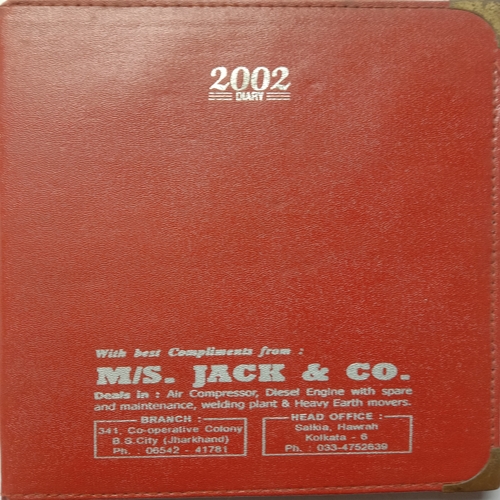 2002
DIARY
With best Compliments from :
M/S. JACK & CO.
Deals in : Air Compressor, Diesel Engine with spare
and maintenance, welding plant & Heavy Earth movers.
BRANCH :
341, Co-operative Colony
B.S.City (Jharkhand)
Ph. : 06542 - 41781
HEAD OFFICE :
Salkia, Hawrah
Kolkata - 6
Ph. : 033-4752639